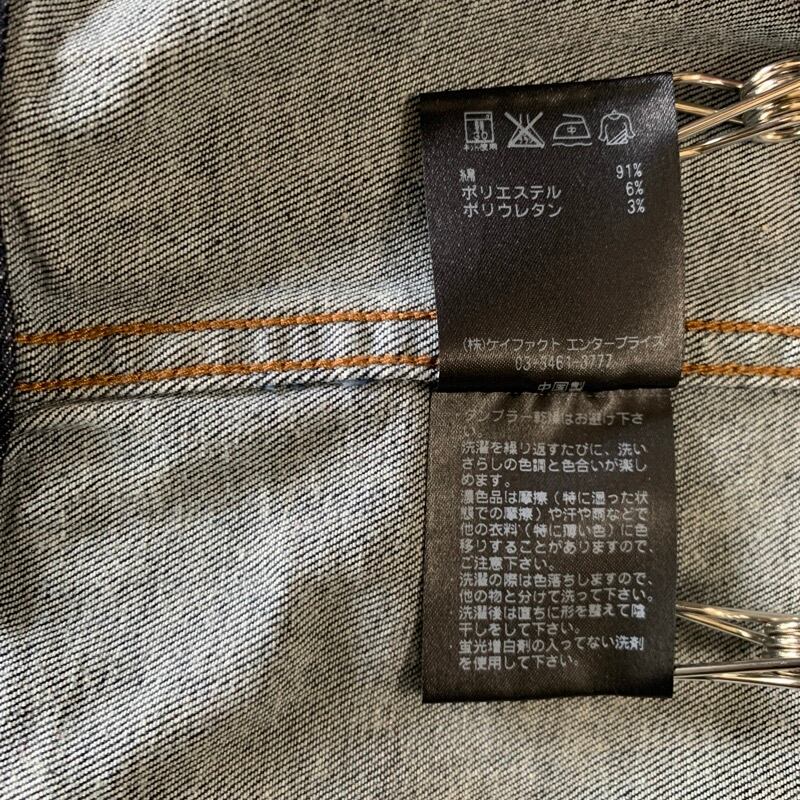 30
ネット使用
中
綿 91%
ポリエステル 6%
ポリウレタン 3%
(株)ケイファクト エンタープライズ
03-3461-3777
中国製
タンブラー乾燥はお避け下さ
い。
洗濯を繰り返すたびに、洗い
さらしの色調と色合いが楽し
めます。
濃色品は摩擦(特に湿った状
態での摩擦)や汗や雨などで
他の衣料(特に薄い色)に色
移りすることがありますので、
ご注意下さい。
洗濯の際は色落ちしますので、
他の物と分けて洗って下さい。
洗濯後は直ちに形を整えて陰
干しをして下さい。
蛍光増白剤の入ってない洗剤
を使用して下さい。